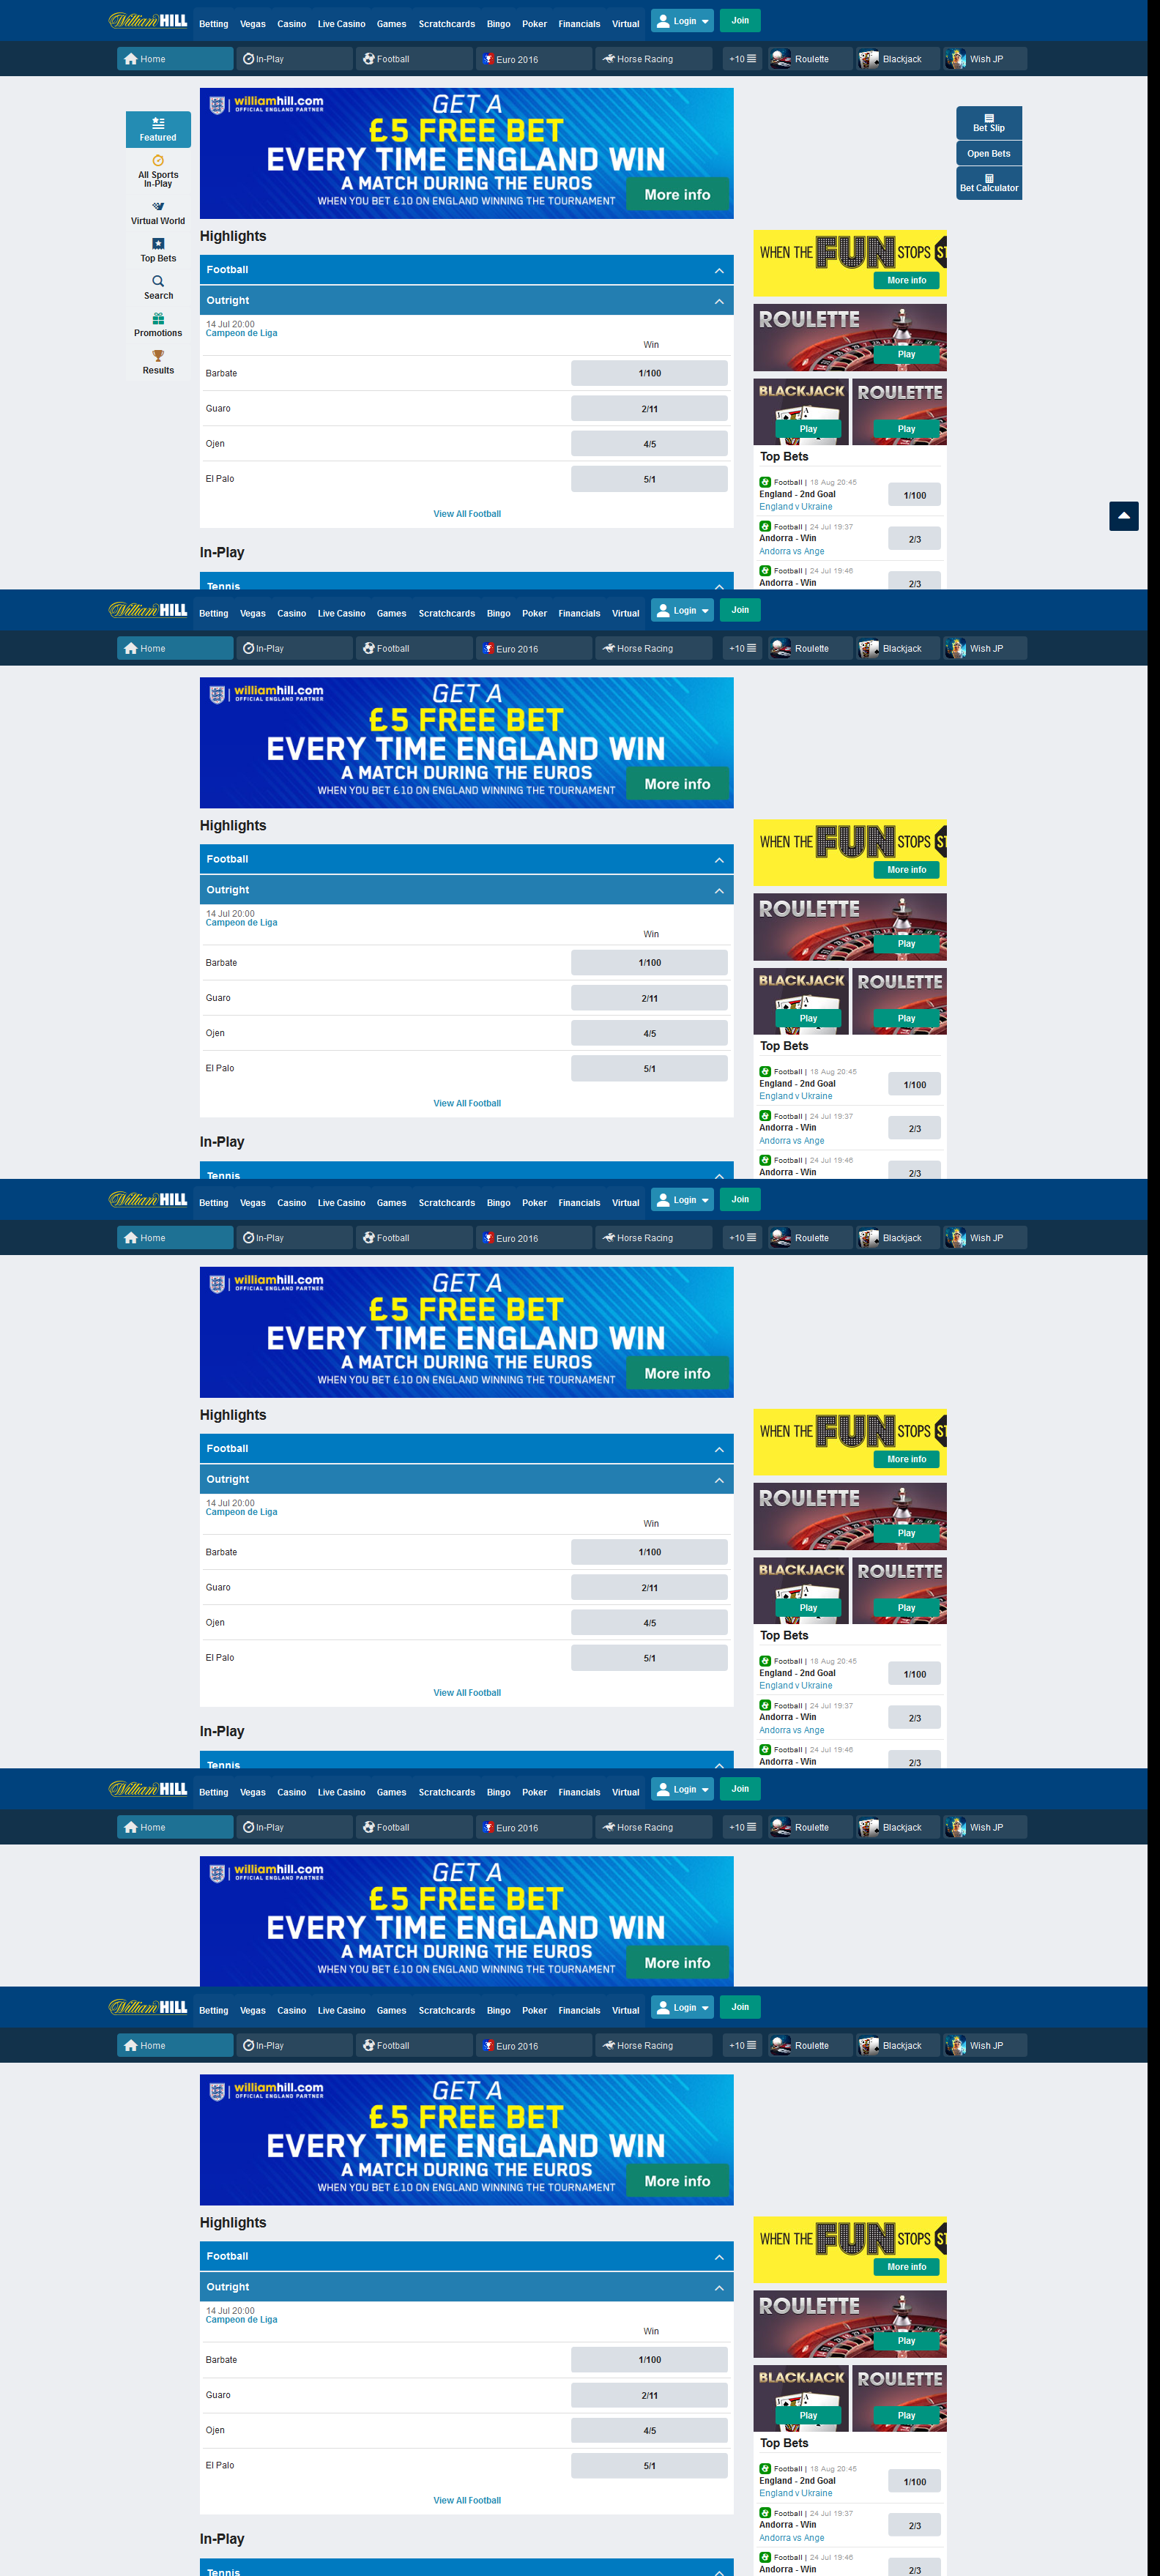 William HILL Betting Vegas Casino Live Casino Games Scratchcards Bingo Poker Financials Virtual Login Join
Home In-Play Football Euro 2016 Horse Racing +10 Roulette Blackjack Wish JP
Featured
All Sports
In-Play
Virtual World
Top Bets
Search
Promotions
Results
williamhill.com
OFFICIAL ENGLAND PARTNER
GET A
£5 FREE BET
EVERY TIME ENGLAND WIN
A MATCH DURING THE EUROS
WHEN YOU BET £10 ON ENGLAND WINNING THE TOURNAMENT
More info
Bet Slip
Open Bets
Bet Calculator
Highlights
Football
Outright
14 Jul 20:00
Campeon de Liga
Win
Barbate 1/100
Guaro 2/11
Ojen 4/5
El Palo 5/1
View All Football
In-Play
Tennis
WHEN THE FUN STOPS ST
More info
ROULETTE
Play
BLACKJACK ROULETTE
Play Play
Top Bets
Football | 18 Aug 20:45
England - 2nd Goal 1/100
England v Ukraine
Football | 24 Jul 19:37
Andorra - Win 2/3
Andorra vs Ange
Football | 24 Jul 19:46
Andorra - Win 2/3
William HILL Betting Vegas Casino Live Casino Games Scratchcards Bingo Poker Financials Virtual Login Join
Home In-Play Football Euro 2016 Horse Racing +10 Roulette Blackjack Wish JP
williamhill.com
OFFICIAL ENGLAND PARTNER
GET A
£5 FREE BET
EVERY TIME ENGLAND WIN
A MATCH DURING THE EUROS
WHEN YOU BET £10 ON ENGLAND WINNING THE TOURNAMENT
More info
Highlights
Football
Outright
14 Jul 20:00
Campeon de Liga
Win
Barbate 1/100
Guaro 2/11
Ojen 4/5
El Palo 5/1
View All Football
In-Play
Tennis
WHEN THE FUN STOPS ST
More info
ROULETTE
Play
BLACKJACK ROULETTE
Play Play
Top Bets
Football | 18 Aug 20:45
England - 2nd Goal 1/100
England v Ukraine
Football | 24 Jul 19:37
Andorra - Win 2/3
Andorra vs Ange
Football | 24 Jul 19:46
Andorra - Win 2/3
William HILL Betting Vegas Casino Live Casino Games Scratchcards Bingo Poker Financials Virtual Login Join
Home In-Play Football Euro 2016 Horse Racing +10 Roulette Blackjack Wish JP
williamhill.com
OFFICIAL ENGLAND PARTNER
GET A
£5 FREE BET
EVERY TIME ENGLAND WIN
A MATCH DURING THE EUROS
WHEN YOU BET £10 ON ENGLAND WINNING THE TOURNAMENT
More info
Highlights
Football
Outright
14 Jul 20:00
Campeon de Liga
Win
Barbate 1/100
Guaro 2/11
Ojen 4/5
El Palo 5/1
View All Football
In-Play
Tennis
WHEN THE FUN STOPS ST
More info
ROULETTE
Play
BLACKJACK ROULETTE
Play Play
Top Bets
Football | 18 Aug 20:45
England - 2nd Goal 1/100
England v Ukraine
Football | 24 Jul 19:37
Andorra - Win 2/3
Andorra vs Ange
Football | 24 Jul 19:46
Andorra - Win 2/3
William HILL Betting Vegas Casino Live Casino Games Scratchcards Bingo Poker Financials Virtual Login Join
Home In-Play Football Euro 2016 Horse Racing +10 Roulette Blackjack Wish JP
williamhill.com
OFFICIAL ENGLAND PARTNER
GET A
£5 FREE BET
EVERY TIME ENGLAND WIN
A MATCH DURING THE EUROS
WHEN YOU BET £10 ON ENGLAND WINNING THE TOURNAMENT
More info
William HILL Betting Vegas Casino Live Casino Games Scratchcards Bingo Poker Financials Virtual Login Join
Home In-Play Football Euro 2016 Horse Racing +10 Roulette Blackjack Wish JP
williamhill.com
OFFICIAL ENGLAND PARTNER
GET A
£5 FREE BET
EVERY TIME ENGLAND WIN
A MATCH DURING THE EUROS
WHEN YOU BET £10 ON ENGLAND WINNING THE TOURNAMENT
More info
Highlights
Football
Outright
14 Jul 20:00
Campeon de Liga
Win
Barbate 1/100
Guaro 2/11
Ojen 4/5
El Palo 5/1
View All Football
In-Play
Tennis
WHEN THE FUN STOPS ST
More info
ROULETTE
Play
BLACKJACK ROULETTE
Play Play
Top Bets
Football | 18 Aug 20:45
England - 2nd Goal 1/100
England v Ukraine
Football | 24 Jul 19:37
Andorra - Win 2/3
Andorra vs Ange
Football | 24 Jul 19:46
Andorra - Win 2/3